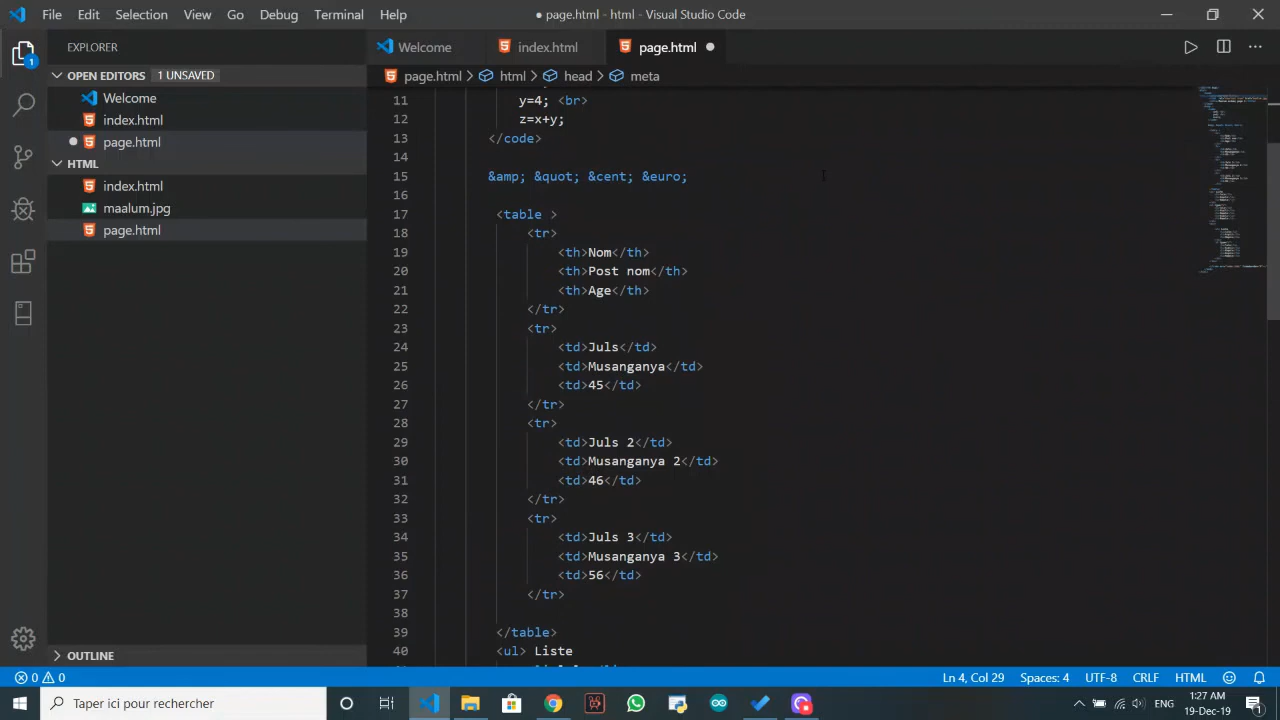 File Edit Selection View Go Debug Terminal Help
● page.html - html - Visual Studio Code
EXPLORER
OPEN EDITORS 1 UNSAVED
Welcome
index.html
page.html
HTML
index.html
maalum.jpg
page.html
OUTLINE
Welcome index.html page.html
page.html > html > head > meta
11 y=4; <br>
12 z=x+y;
13 </code>
14
15 &amp; &quot; &cent; &euro;
16
17 <table >
18 <tr>
19 <th>Nom</th>
20 <th>Post nom</th>
21 <th>Age</th>
22 </tr>
23 <tr>
24 <td>Juls</td>
25 <td>Musanganya</td>
26 <td>45</td>
27 </tr>
28 <tr>
29 <td>Juls 2</td>
30 <td>Musanganya 2</td>
31 <td>46</td>
32 </tr>
33 <tr>
34 <td>Juls 3</td>
35 <td>Musanganya 3</td>
36 <td>56</td>
37 </tr>
38
39 </table>
40 <ul> Liste
0 0 Ln 4, Col 29 Spaces: 4 UTF-8 CRLF HTML
Taper ici pour rechercher
ENG 1:27 AM
19-Dec-19